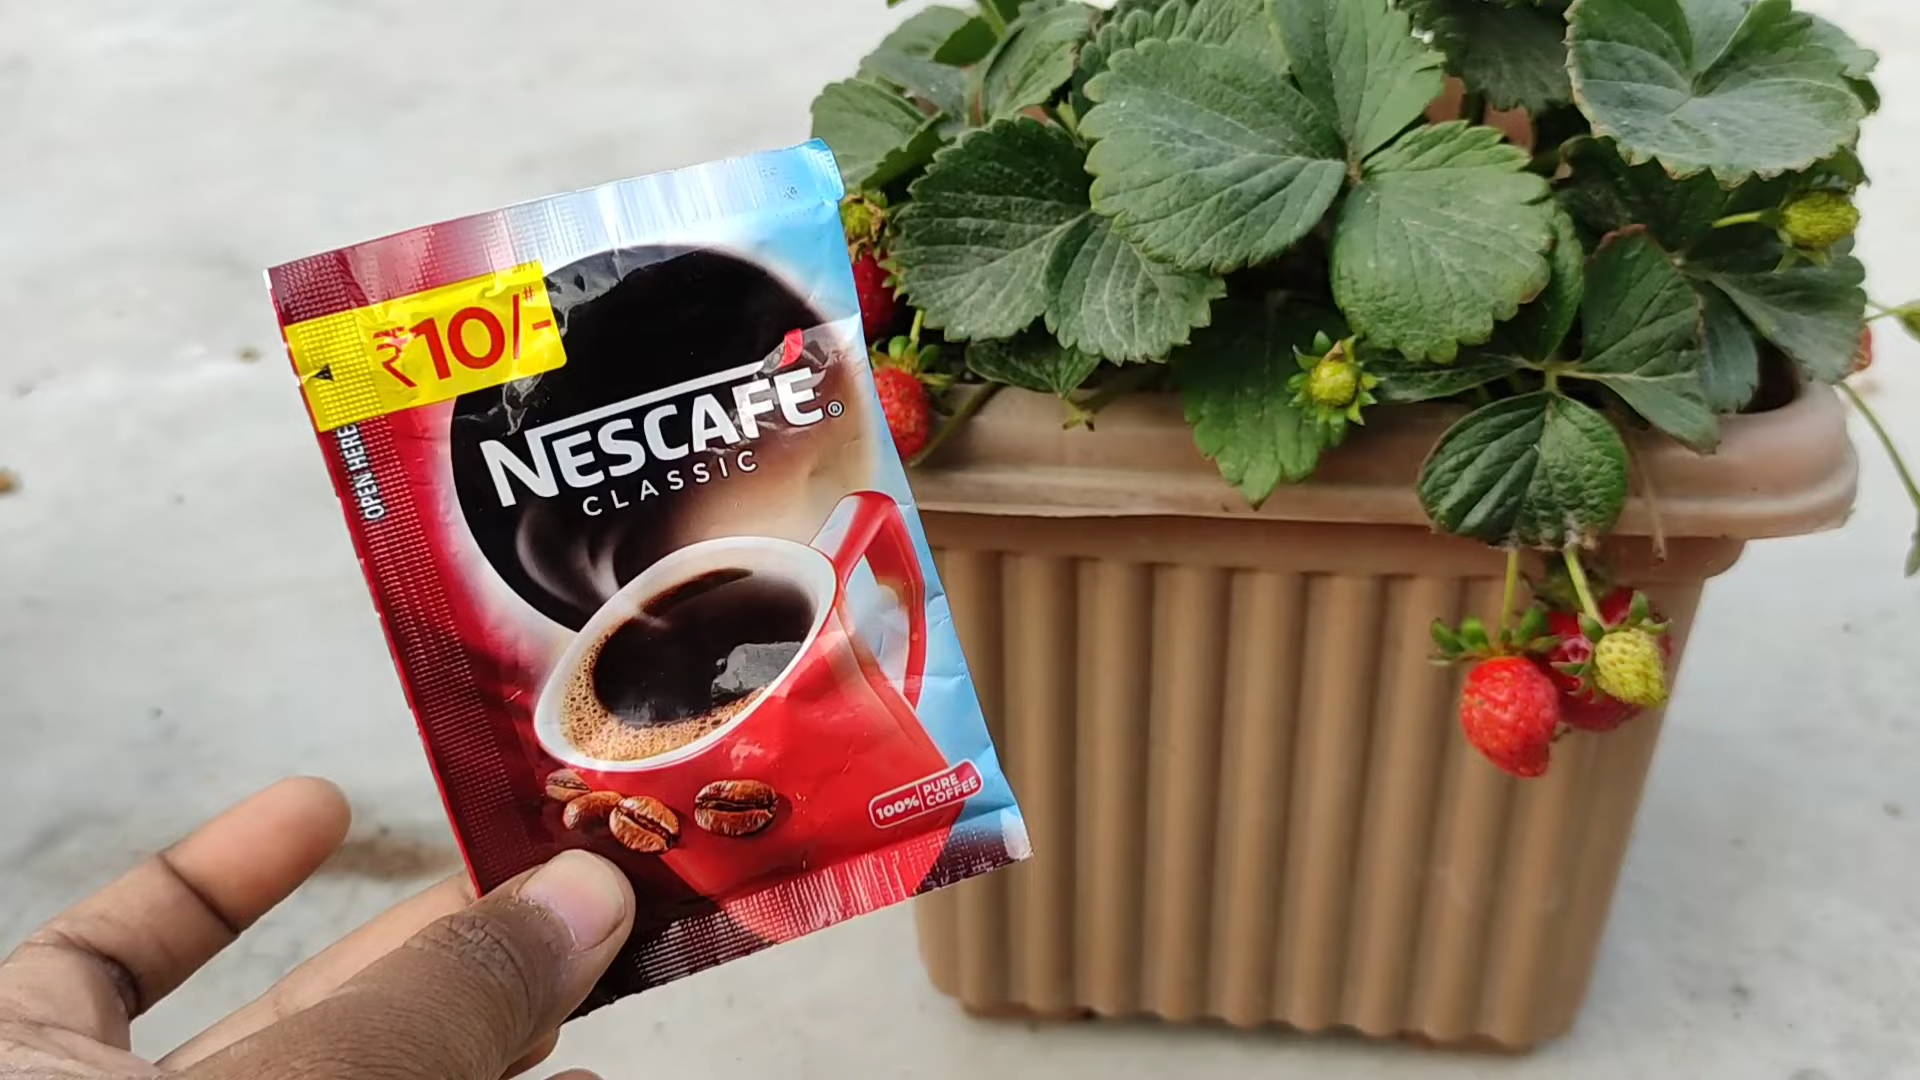 ₹10/-#
OPEN HERE
NESCAFÉ®
CLASSIC
100% PURE
COFFEE